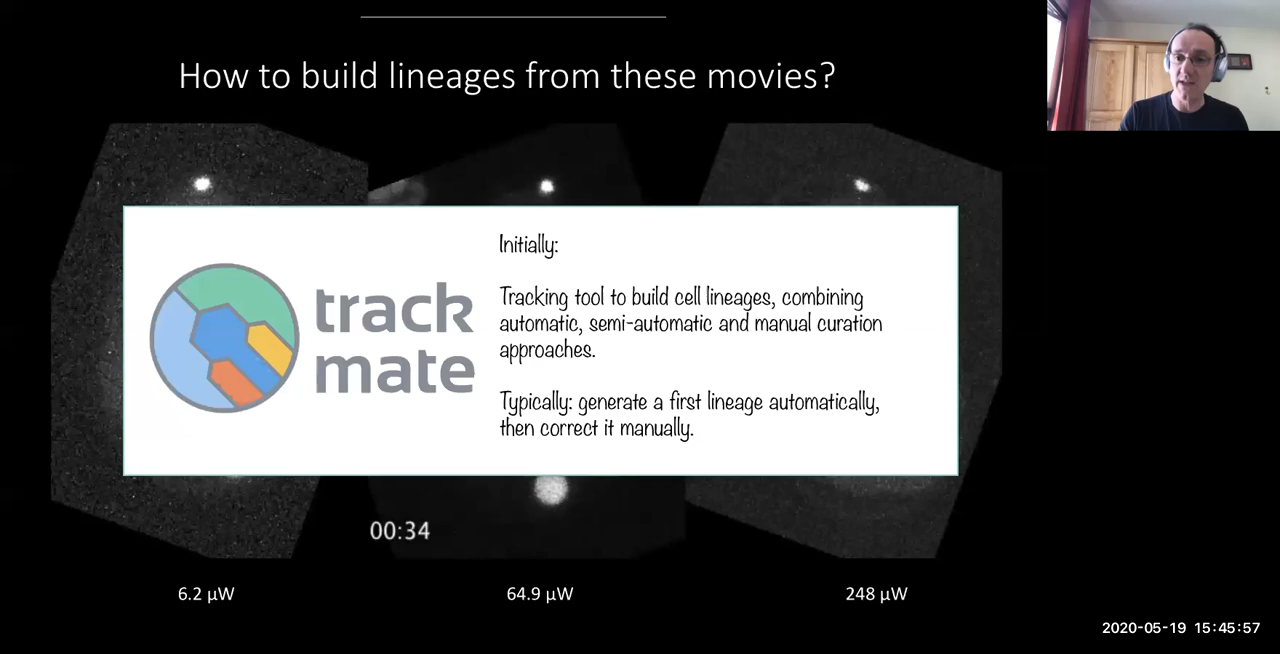 How to build lineages from these movies?
track
mate
Initially:
Tracking tool to build cell lineages, combining
automatic, semi-automatic and manual curation
approaches.
Typically: generate a first lineage automatically,
then correct it manually.
00:34
6.2 µW
64.9 µW
248 µW
2020-05-19 15:45:57